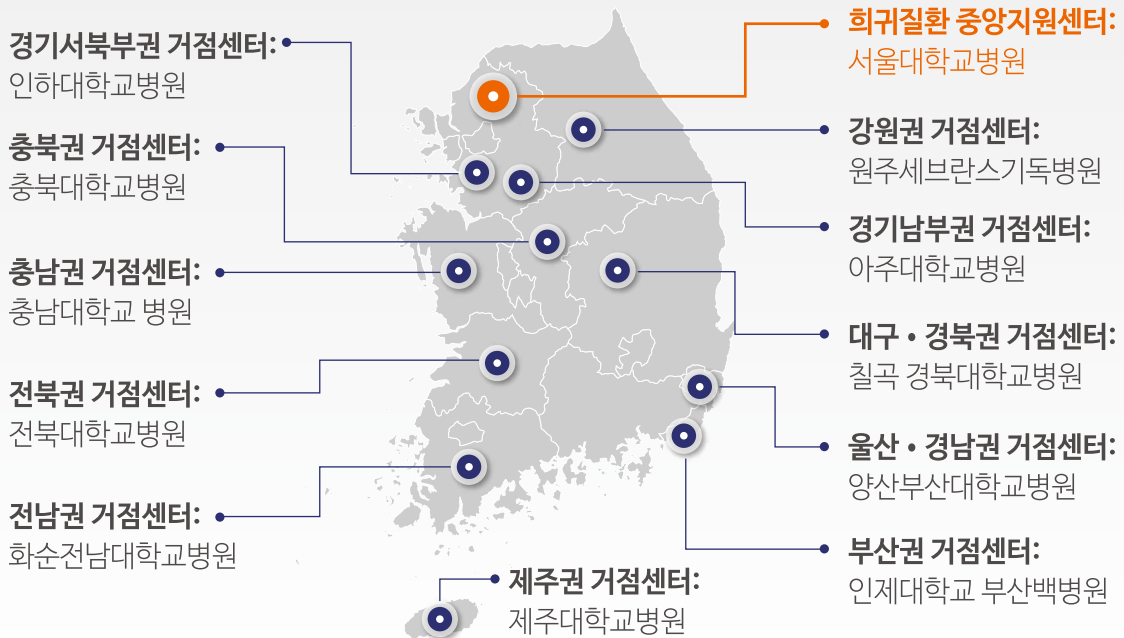 경기서북부권 거점센터:
인하대학교병원
충북권 거점센터:
충북대학교병원
충남권 거점센터:
충남대학교 병원
전북권 거점센터:
전북대학교병원
전남권 거점센터:
화순전남대학교병원
희귀질환 중앙지원센터:
서울대학교병원
강원권 거점센터:
원주세브란스기독병원
경기남부권 거점센터:
아주대학교병원
대구 • 경북권 거점센터:
칠곡 경북대학교병원
울산 • 경남권 거점센터:
양산부산대학교병원
부산권 거점센터:
인제대학교 부산백병원
제주권 거점센터:
제주대학교병원